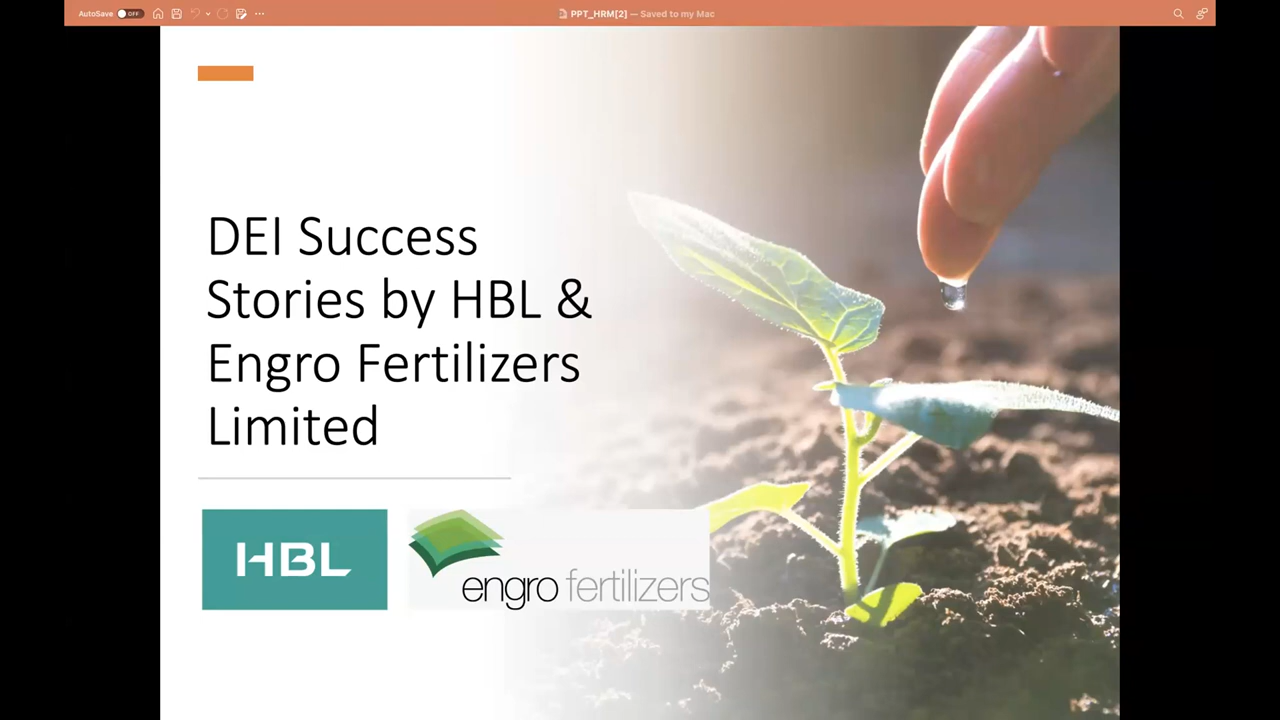 AutoSave OFF
PPT_HRM[2] — Saved to my Mac
DEI Success
Stories by HBL &
Engro Fertilizers
Limited
HBL
engro fertilizers